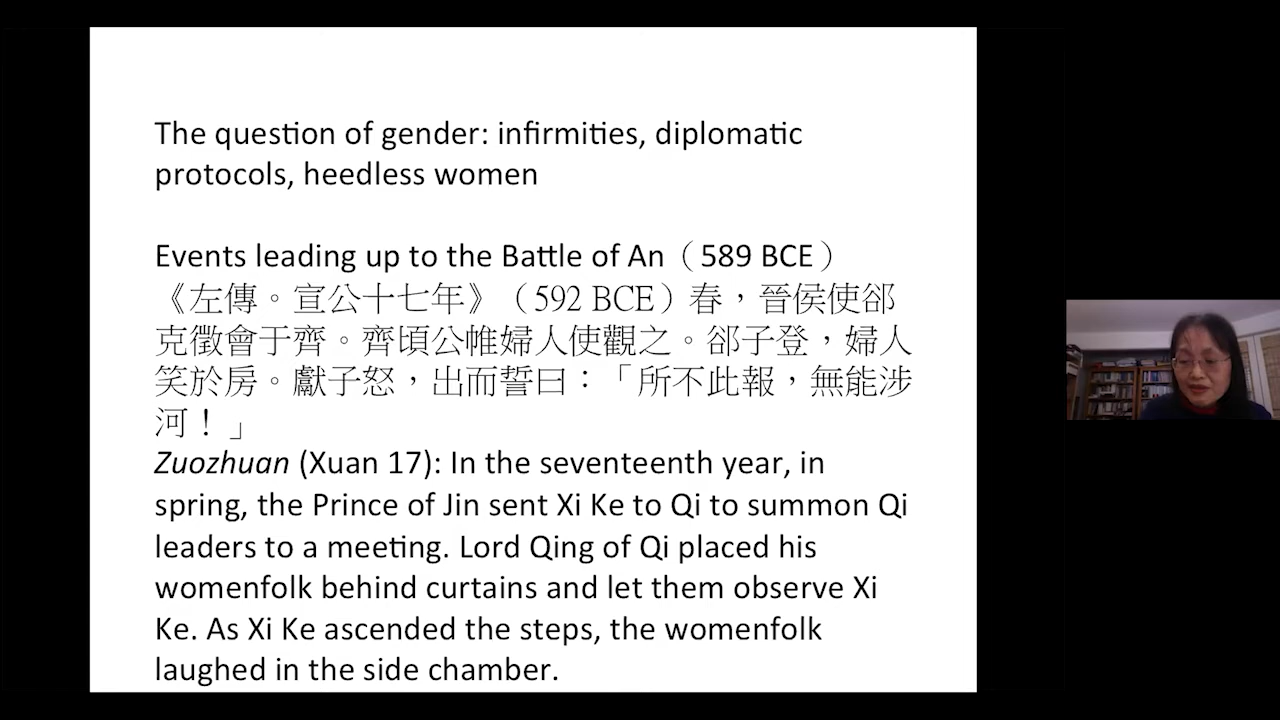 The question of gender: infirmities, diplomatic
protocols, heedless women
Events leading up to the Battle of An（589 BCE）
《左傳。宣公十七年》（592 BCE）春，晉侯使郤
克徵會于齊。齊頃公帷婦人使觀之。郤子登，婦人
笑於房。獻子怒，出而誓曰：「所不此報，無能涉
河！」
Zuozhuan (Xuan 17): In the seventeenth year, in
spring, the Prince of Jin sent Xi Ke to Qi to summon Qi
leaders to a meeting. Lord Qing of Qi placed his
womenfolk behind curtains and let them observe Xi
Ke. As Xi Ke ascended the steps, the womenfolk
laughed in the side chamber.